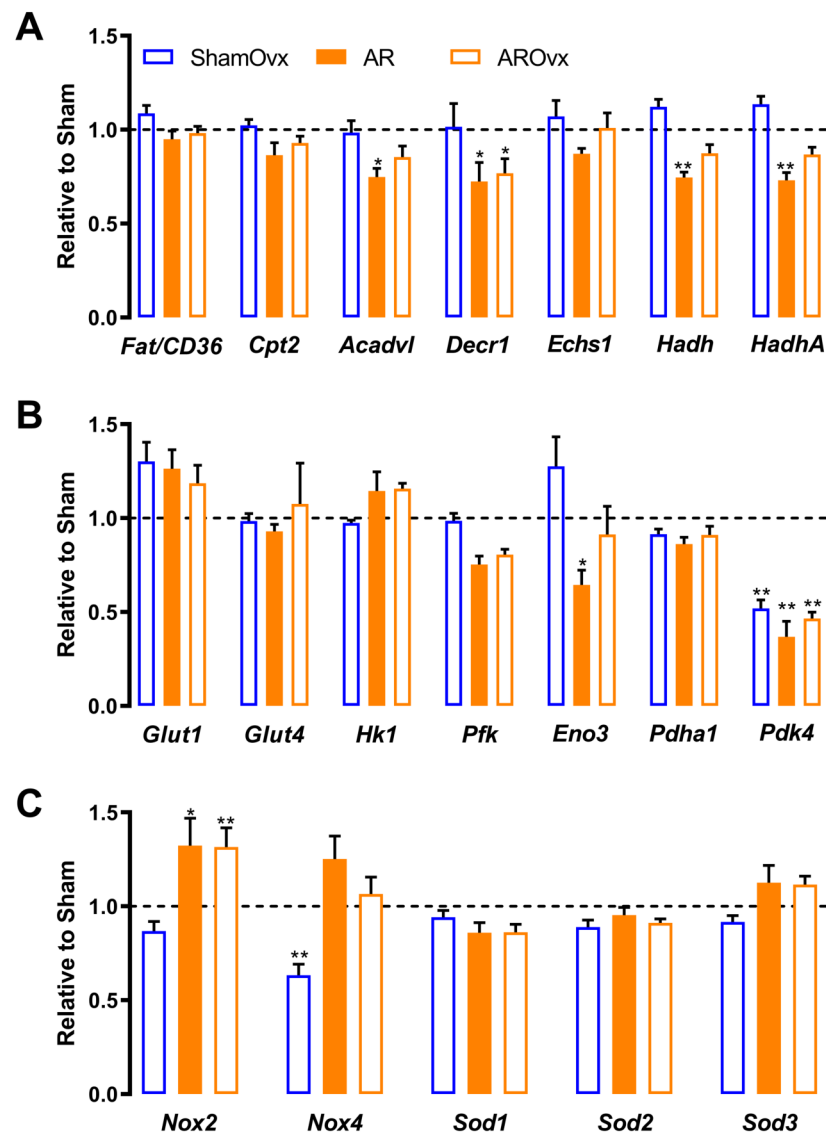 A
1.5
ShamOvx AR AROvx
Relative to Sham
1.0
* * * ** **
0.5
0.0
Fat/CD36 Cpt2 Acadvl Decr1 Echs1 Hadh HadhA
B
1.5
Relative to Sham
1.0
* ** ** **
0.5
0.0
Glut1 Glut4 Hk1 Pfk Eno3 Pdha1 Pdk4
C
1.5
* **
Relative to Sham
1.0
**
0.5
0.0
Nox2 Nox4 Sod1 Sod2 Sod3